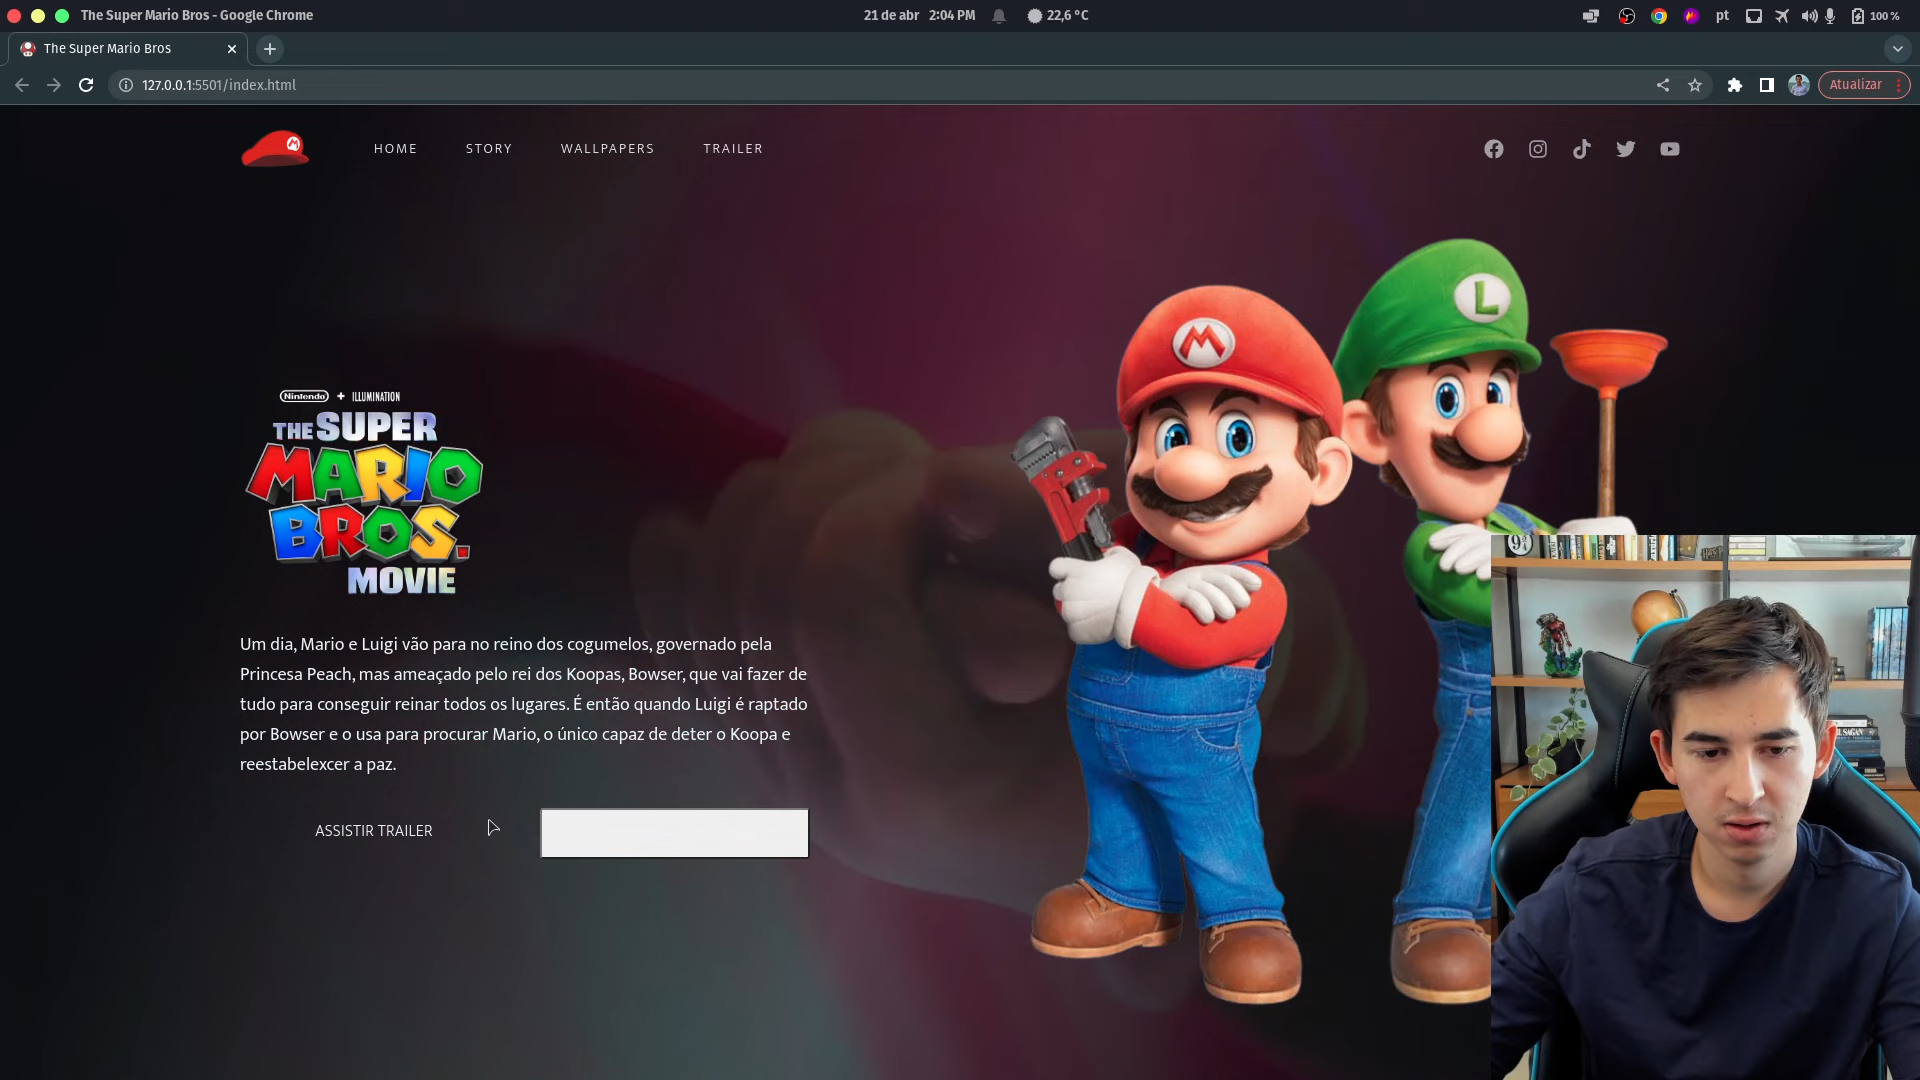 The Super Mario Bros - Google Chrome
21 de abr 2:04 PM
22,6 °C
pt
100 %
The Super Mario Bros
127.0.0.1:5501/index.html
Atualizar
M
HOME
STORY
WALLPAPERS
TRAILER
L
M
Nintendo + ILLUMINATION
THE SUPER
MARIO
BROS.
MOVIE
9¾
Um dia, Mario e Luigi vão para no reino dos cogumelos, governado pela
Princesa Peach, mas ameaçado pelo rei dos Koopas, Bowser, que vai fazer de
tudo para conseguir reinar todos os lugares. É então quando Luigi é raptado
por Bowser e o usa para procurar Mario, o único capaz de deter o Koopa e
reestabelexcer a paz.
SAGAN
ASSISTIR TRAILER